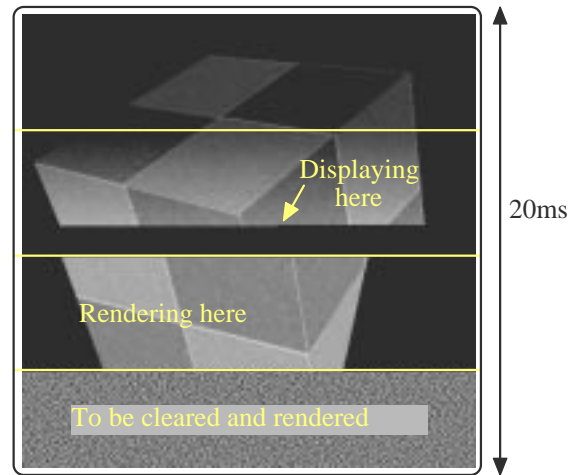 Displaying
here
20ms
Rendering here
To be cleared and rendered